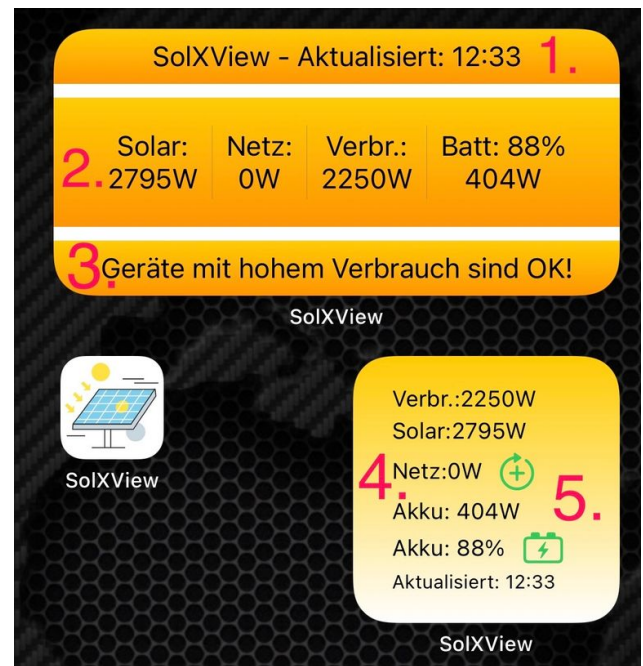 SolXView - Aktualisiert: 12:33 1.
2. Solar: Netz: Verbr.: Batt: 88%
2795W 0W 2250W 404W
3. Geräte mit hohem Verbrauch sind OK!
SolXView
SolXView
Verbr.:2250W
Solar:2795W
4. Netz:0W 5.
Akku: 404W
Akku: 88%
Aktualisiert: 12:33
SolXView